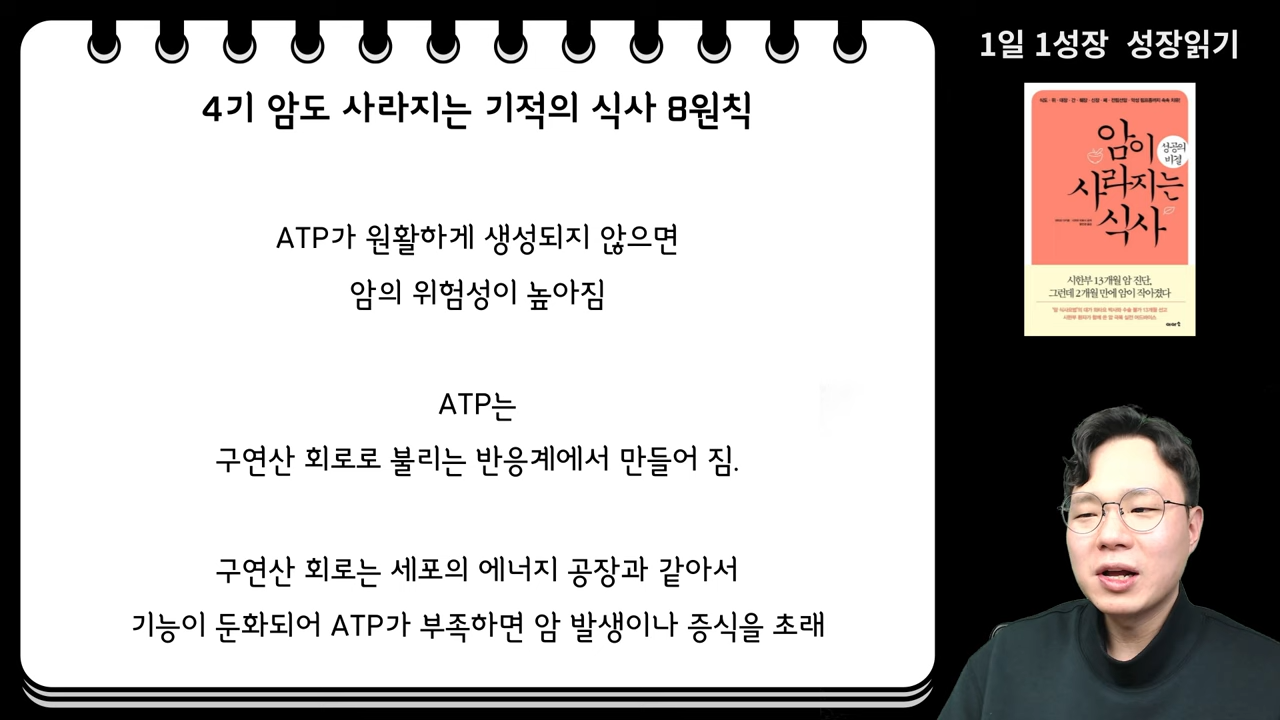 4기 암도 사라지는 기적의 식사 8원칙
ATP가 원활하게 생성되지 않으면
암의 위험성이 높아짐
ATP는
구연산 회로로 불리는 반응계에서 만들어 짐.
구연산 회로는 세포의 에너지 공장과 같아서
기능이 둔화되어 ATP가 부족하면 암 발생이나 증식을 초래
1일 1성장 성장읽기
암이
사라지는
식사
성공의
비결
시한부 13개월 암 진단,
그런데 2개월 만에 암이 작아졌다